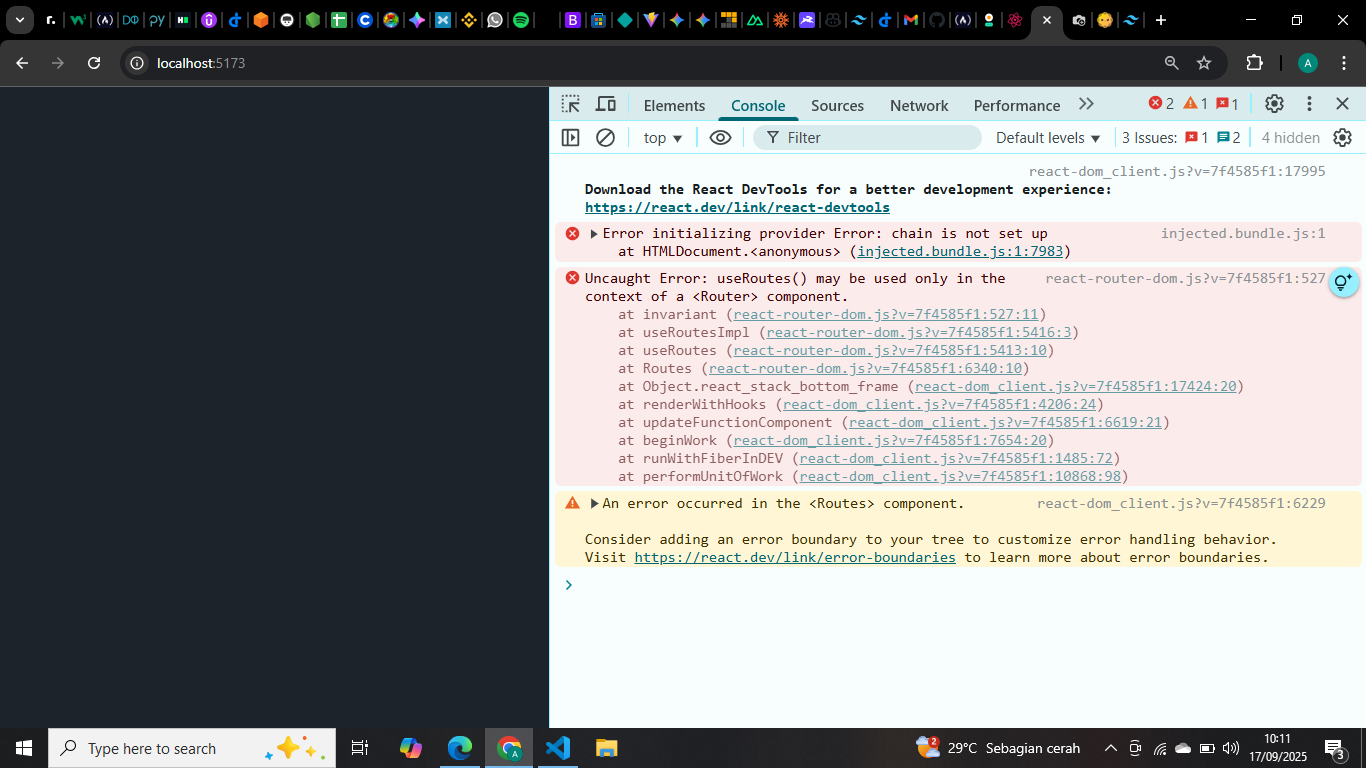 localhost:5173
A
Elements
Console
Sources
Network
Performance
2
1
1
top
Filter
Default levels
3 Issues:
1
2
4 hidden
react-dom_client.js?v=7f4585f1:17995
Download the React DevTools for a better development experience:
https://react.dev/link/react-devtools
Error initializing provider Error: chain is not set up
injected.bundle.js:1
at HTMLDocument.<anonymous> (injected.bundle.js:1:7983)
Uncaught Error: useRoutes() may be used only in the
react-router-dom.js?v=7f4585f1:527
context of a <Router> component.
at invariant (react-router-dom.js?v=7f4585f1:527:11)
at useRoutesImpl (react-router-dom.js?v=7f4585f1:5416:3)
at useRoutes (react-router-dom.js?v=7f4585f1:5413:10)
at Routes (react-router-dom.js?v=7f4585f1:6340:10)
at Object.react_stack_bottom_frame (react-dom_client.js?v=7f4585f1:17424:20)
at renderWithHooks (react-dom_client.js?v=7f4585f1:4206:24)
at updateFunctionComponent (react-dom_client.js?v=7f4585f1:6619:21)
at beginWork (react-dom_client.js?v=7f4585f1:7654:20)
at runWithFiberInDEV (react-dom_client.js?v=7f4585f1:1485:72)
at performUnitOfWork (react-dom_client.js?v=7f4585f1:10868:98)
An error occurred in the <Routes> component.
react-dom_client.js?v=7f4585f1:6229
Consider adding an error boundary to your tree to customize error handling behavior.
Visit https://react.dev/link/error-boundaries to learn more about error boundaries.
Type here to search
2
29°C Sebagian cerah
10:11
17/09/2025
3